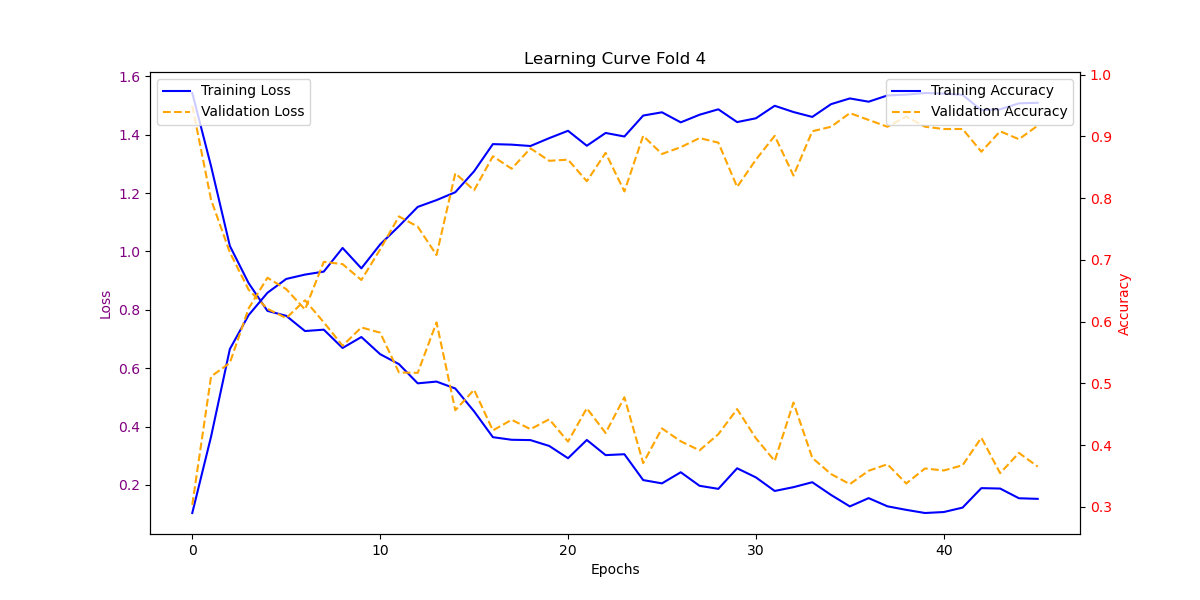 Learning Curve Fold 4
Training Loss
Validation Loss
Training Accuracy
Validation Accuracy
1.6
1.4
1.2
1.0
0.8
0.6
0.4
0.2
Loss
1.0
0.9
0.8
0.7
0.6
0.5
0.4
0.3
Accuracy
0 10 20 30 40
Epochs